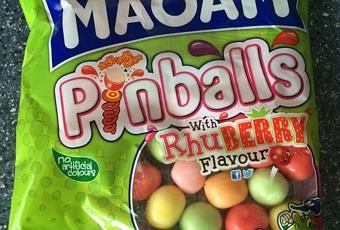 MAOAM
Pinballs
With
RhuBERRY
Flavour
no
artificial
colours